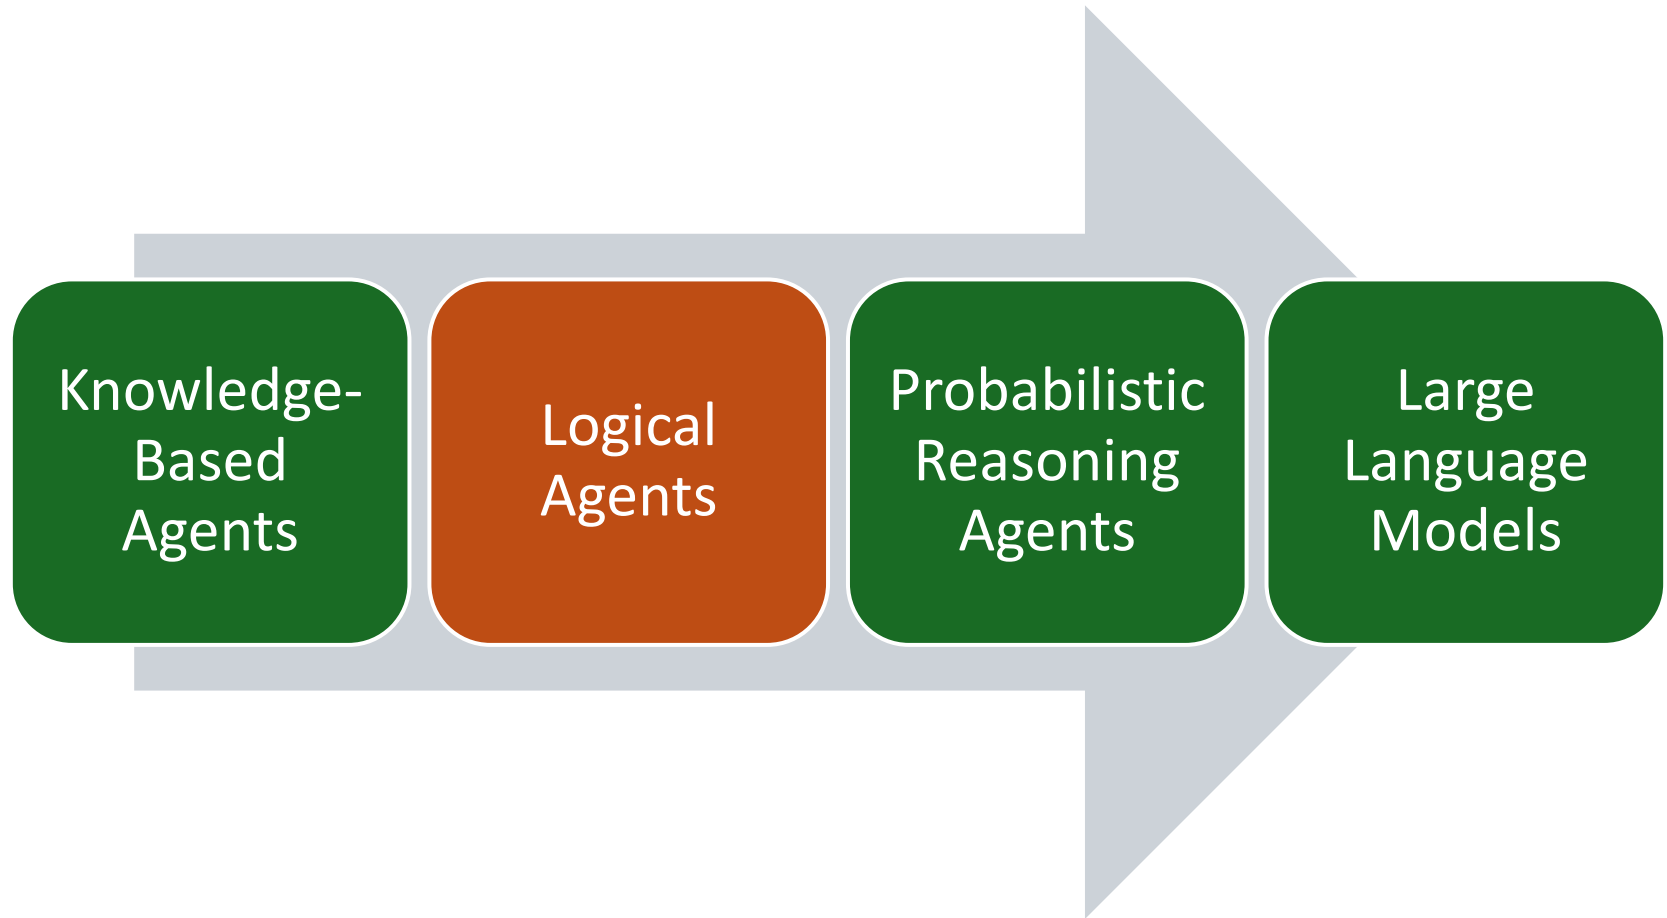 Knowledge-
Based
Agents
Logical
Agents
Probabilistic
Reasoning
Agents
Large
Language
Models